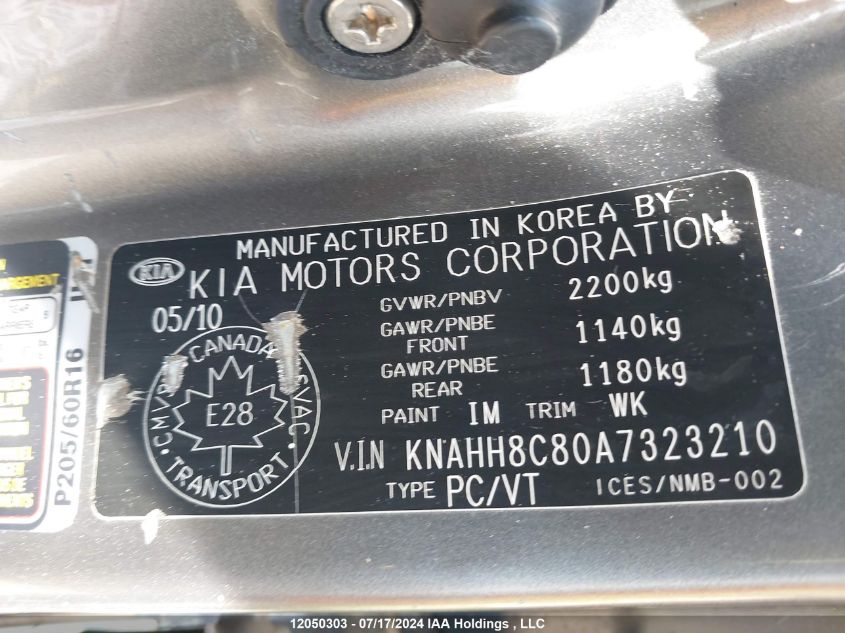 MANUFACTURED IN KOREA BY
KIA KIA MOTORS CORPORATION
05/10
GVWR/PNBV 2200kg
GAWR/PNBE FRONT 1140kg
GAWR/PNBE REAR 1180kg
PAINT IM TRIM WK
V.I.N KNAHH8C80A7323210
TYPE PC/VT ICES/NMB-002
CANADA
E28
TRANSPORT
P205/60R16
12050303 - 07/17/2024 IAA Holdings , LLC